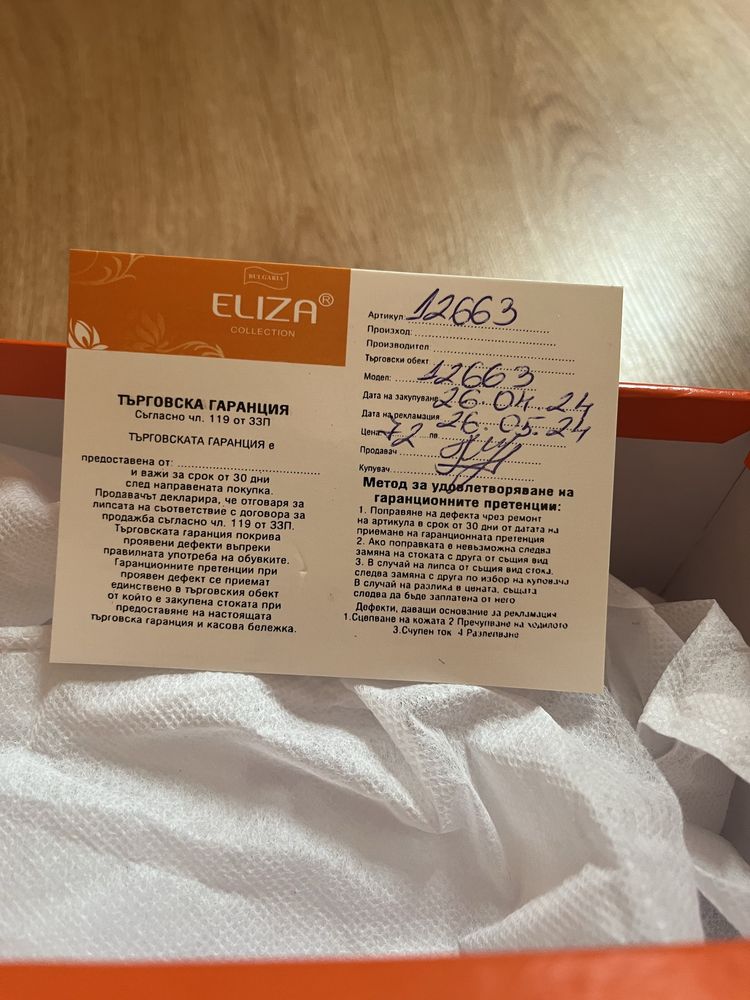 BULGARIA
ELIZA®
COLLECTION
ТЪРГОВСКА ГАРАНЦИЯ
Съгласно чл. 119 от ЗЗП
ТЪРГОВСКАТА ГАРАНЦИЯ е
предоставена от:
и важи за срок от 30 дни
след направената покупка.
Продавачът декларира, че отговаря за
липсата на съответствие с договора за
продажба съгласно чл. 119 от ЗЗП.
Търговската гаранция покрива
проявени дефекти въпреки
правилната употреба на обувките.
Гаранционните претенции при
проявен дефект се приемат
единствено в търговския обект
от който е закупена стоката при
предоставяне на настоящата
търговска гаранция и касова бележка.
Артикул: 12663
Произход:
Производител
Търговски обект
Модел: 12663
Дата на закупуване 26.04.24
Дата на рекламация 26.05.24
Цена 72 лв
Продавач
Купувач
Метод за удовлетворяване на
гаранционните претенции:
1. Поправяне на дефекта чрез ремонт
на артикула в срок от 30 дни от датата на
приемане на гаранционната претенция
2. Ако поправката е невъзможна следва
замяна на стоката с друга от същия вид
3. В случай на липса от същия вид стока,
следва замяна с друга по избор на купувача
В случай на разлика в цената, същата
следва да бъде заплатена от него
Дефекти, даващи основание за рекламация
1.Сцепване на кожата 2 Пречупване на ходилото
3.Счупен ток 4 Разлепване